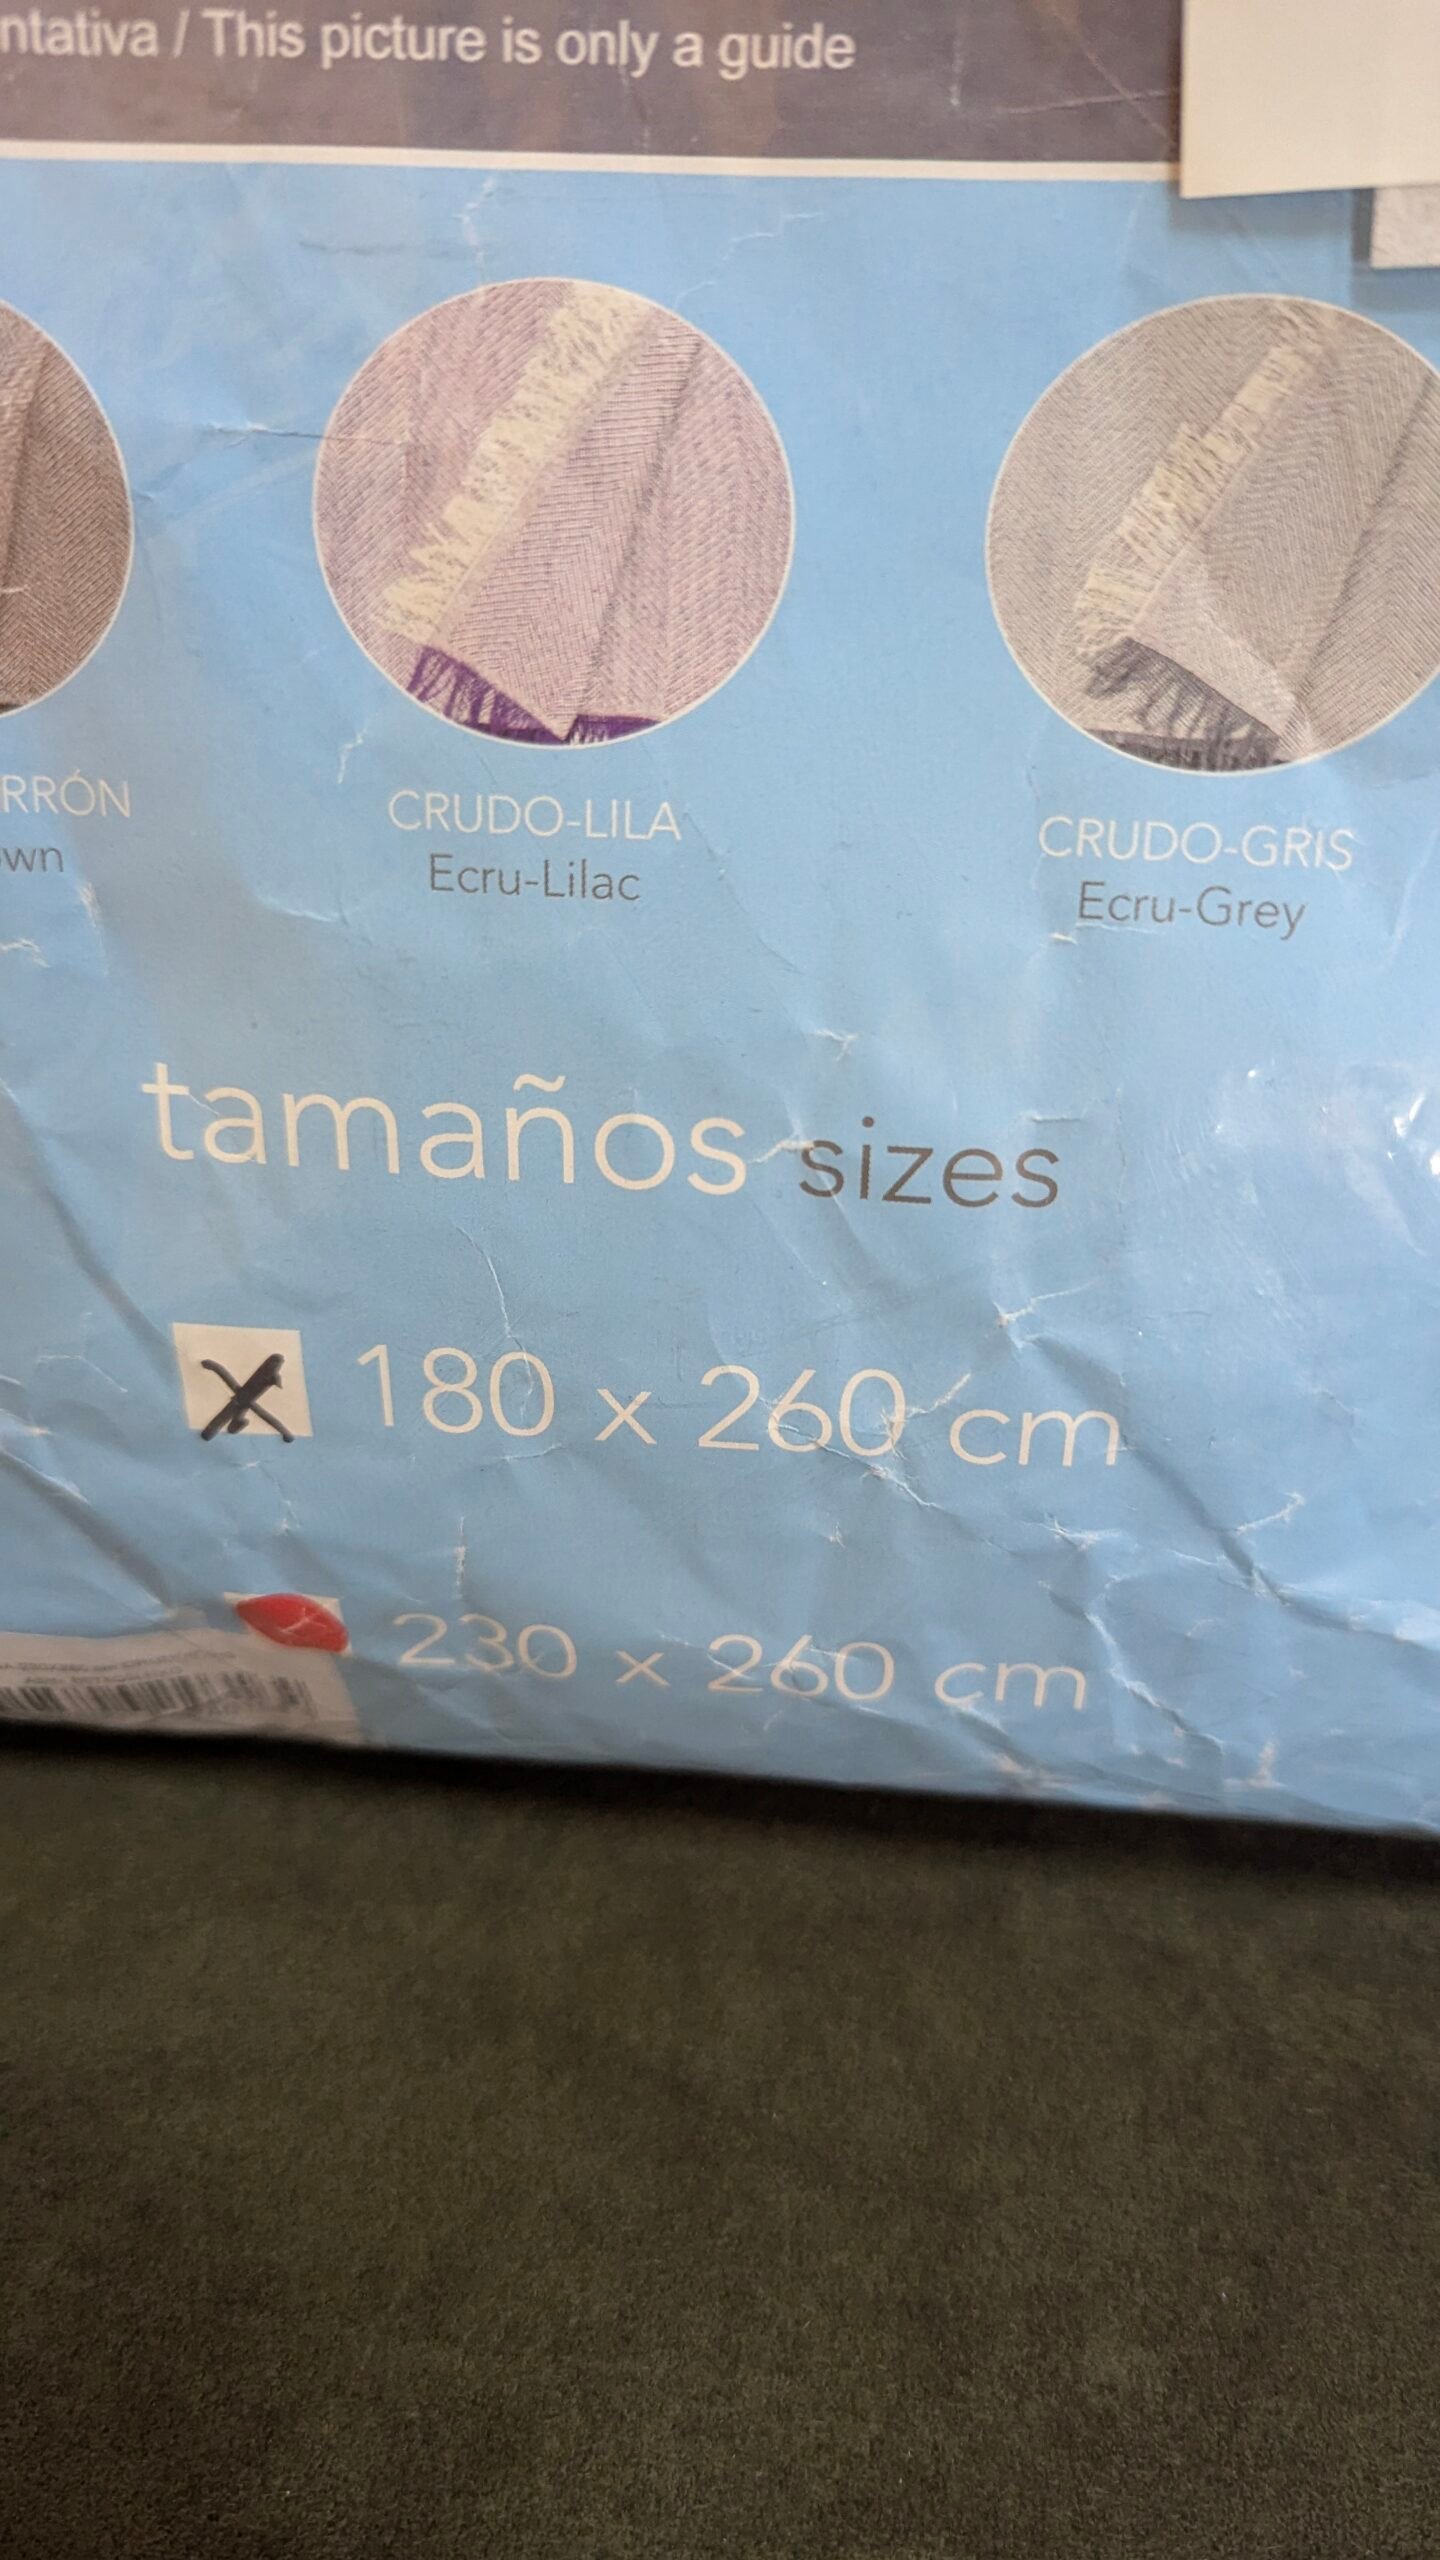 ntativa / This picture is only a guide
RRÓN
own
CRUDO-LILA
Ecru-Lilac
CRUDO-GRIS
Ecru-Grey
tamaños sizes
X 180 x 260 cm
230 x 260 cm